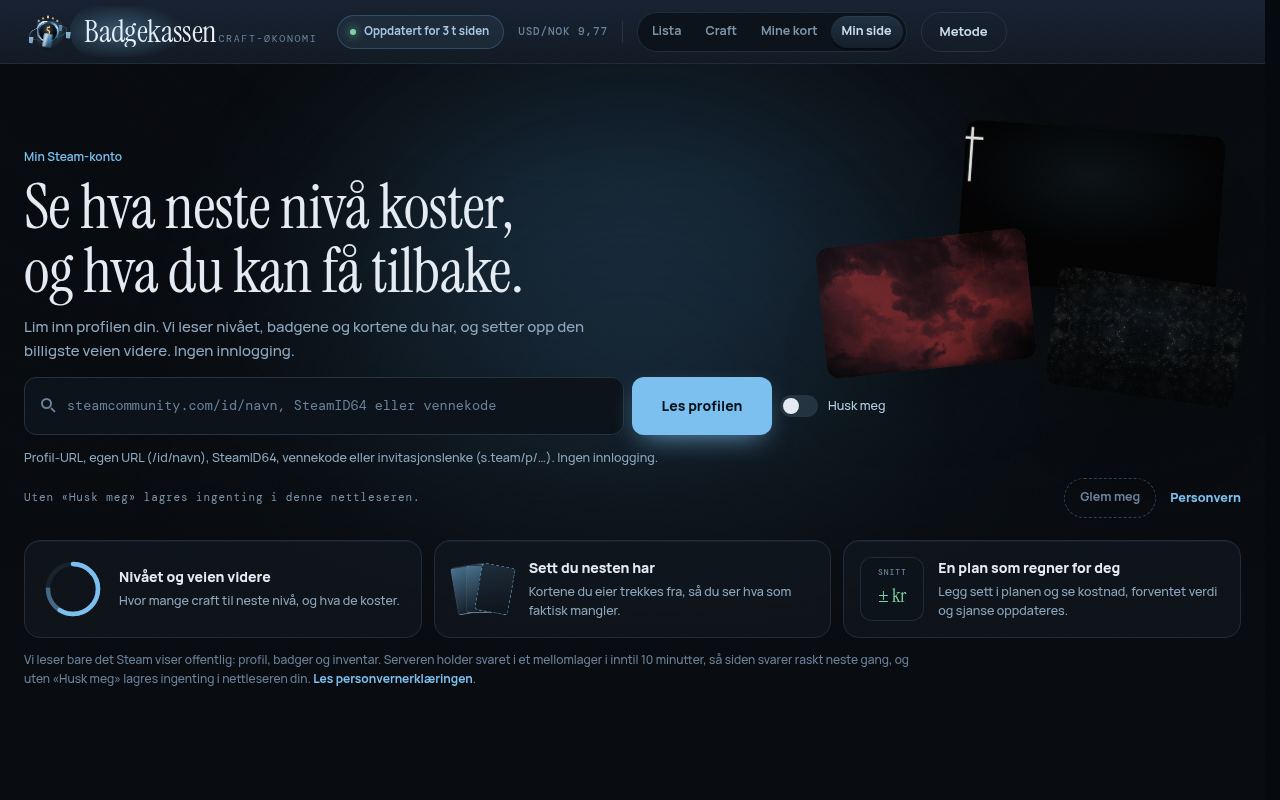 Badgekassen CRAFT-ØKONOMI
Oppdatert for 3 t siden
USD/NOK 9,77
Lista
Craft
Mine kort
Min side
Metode
Min Steam-konto
Se hva neste nivå koster,
og hva du kan få tilbake.
Lim inn profilen din. Vi leser nivået, badgene og kortene du har, og setter opp den
billigste veien videre. Ingen innlogging.
steamcommunity.com/id/navn, SteamID64 eller vennekode
Les profilen
Husk meg
Profil-URL, egen URL (/id/navn), SteamID64, vennekode eller invitasjonslenke (s.team/p/…). Ingen innlogging.
Uten «Husk meg» lagres ingenting i denne nettleseren.
Glem meg
Personvern
Nivået og veien videre
Hvor mange craft til neste nivå, og hva de koster.
Sett du nesten har
Kortene du eier trekkes fra, så du ser hva som
faktisk mangler.
SNITT
± kr
En plan som regner for deg
Legg sett i planen og se kostnad, forventet verdi
og sjanse oppdateres.
Vi leser bare det Steam viser offentlig: profil, badger og inventar. Serveren holder svaret i et mellomlager i inntil 10 minutter, så siden svarer raskt neste gang, og
uten «Husk meg» lagres ingenting i nettleseren din. Les personvernerklæringen.